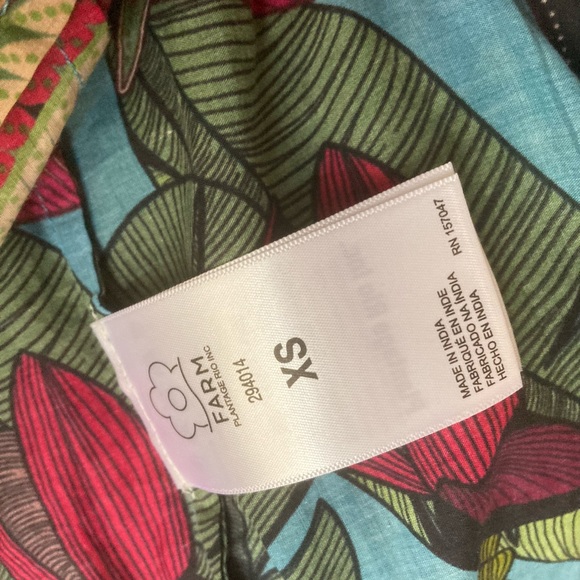 FARM
PLANTAGE RIO INC
294014
XS
MADE IN INDIA
FABRIQUÉ EN INDE
FABRICADO NA INDIA
HECHO EN INDIA
RN 157047